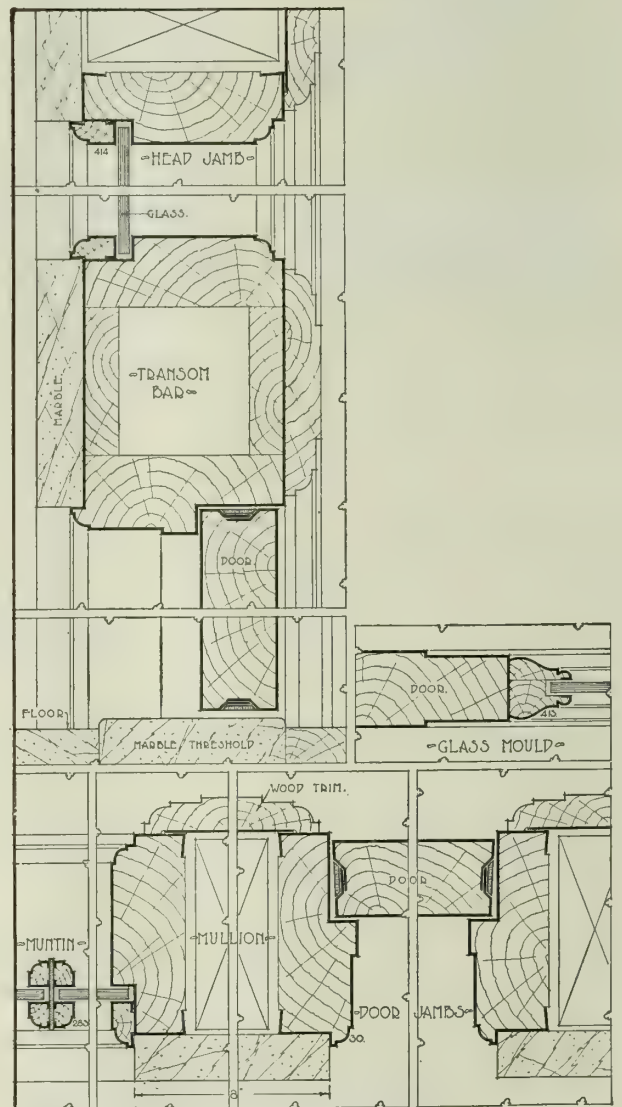 414
HEAD JAMB
GLASS.
MARBLE.
TRANSOM
BAR
DOOR
FLOOR
MARBLE THRESHOLD
DOOR.
413.
GLASS MOULD
WOOD TRIM.
DOOR
MUNTIN
MULLION
283
DOOR JAMBS
30.
8